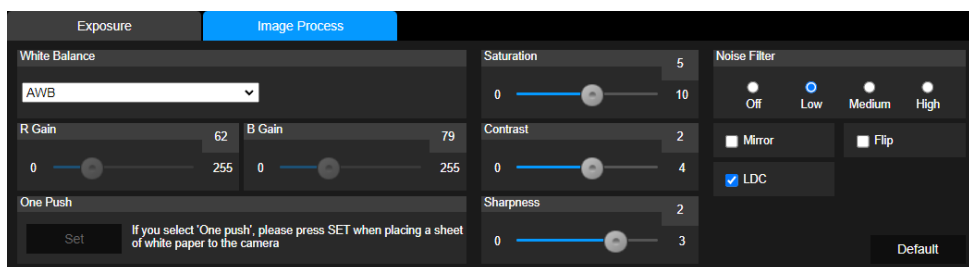 Exposure
Image Process
White Balance
AWB
R Gain
62
0
255
B Gain
79
0
255
One Push
Set
If you select 'One push', please press SET when placing a sheet
of white paper to the camera
Saturation
5
0
10
Contrast
2
0
4
Sharpness
2
0
3
Noise Filter
Off
Low
Medium
High
Mirror
Flip
LDC
Default